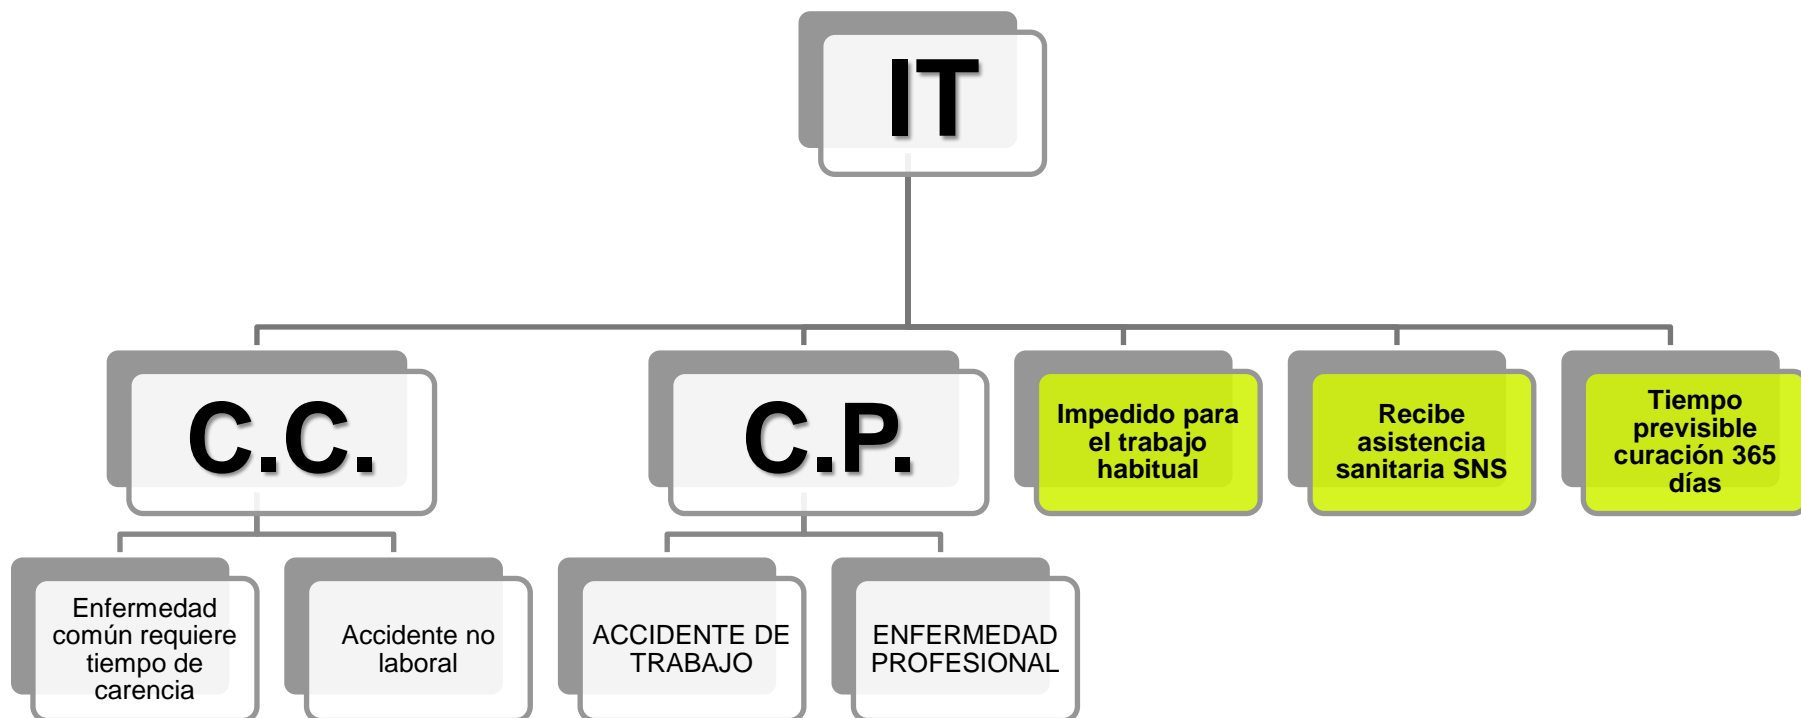 IT
C.C.
C.P.
Impedido para
el trabajo
habitual
Recibe
asistencia
sanitaria SNS
Tiempo
previsible
curación 365
días
Enfermedad
común requiere
tiempo de
carencia
Accidente no
laboral
ACCIDENTE DE
TRABAJO
ENFERMEDAD
PROFESIONAL